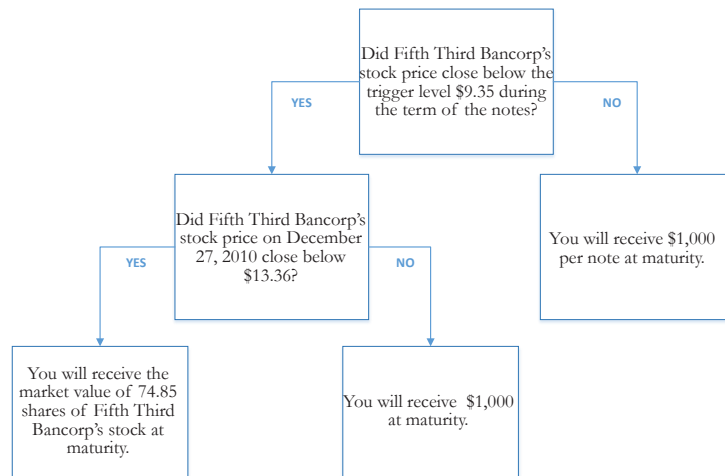 Did Fifth Third Bancorp's
stock price close below the
trigger level $9.35 during
the term of the notes?
YES
NO
Did Fifth Third Bancorp's
stock price on December
27, 2010 close below
$13.36?
You will receive $1,000
per note at maturity.
YES
NO
You will receive the
market value of 74.85
shares of Fifth Third
Bancorp's stock at
maturity.
You will receive $1,000
at maturity.